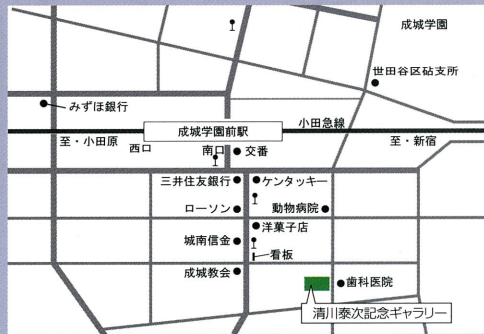 成城学園
世田谷区砧支所
みずほ銀行
成城学園前駅
小田急線
至・小田原
至・新宿
西口
南口
交番
三井住友銀行
ケンタッキー
ローソン
動物病院
洋菓子店
城南信金
看板
成城教会
歯科医院
清川泰次記念ギャラリー